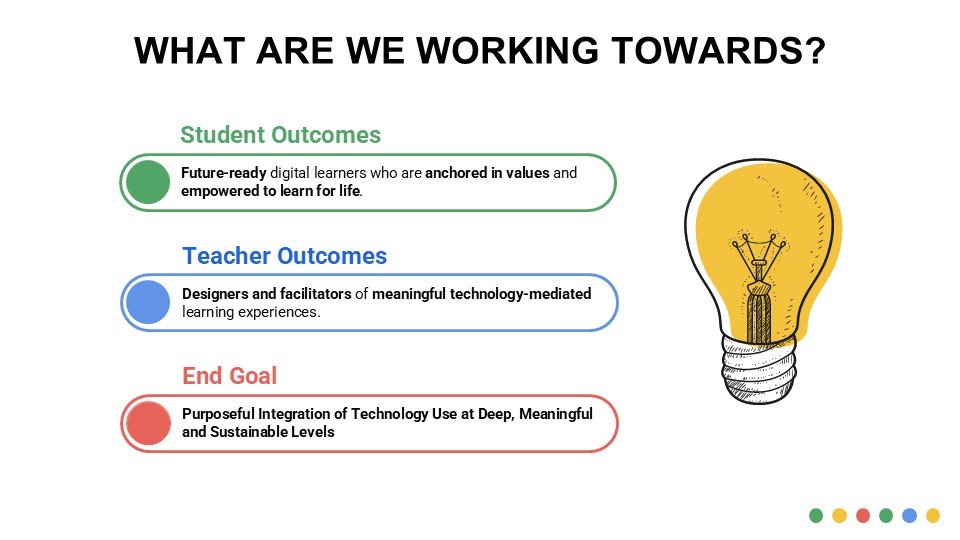 WHAT ARE WE WORKING TOWARDS?
Student Outcomes
Future-ready digital learners who are anchored in values and
empowered to learn for life.
Teacher Outcomes
Designers and facilitators of meaningful technology-mediated
learning experiences.
End Goal
Purposeful Integration of Technology Use at Deep, Meaningful
and Sustainable Levels